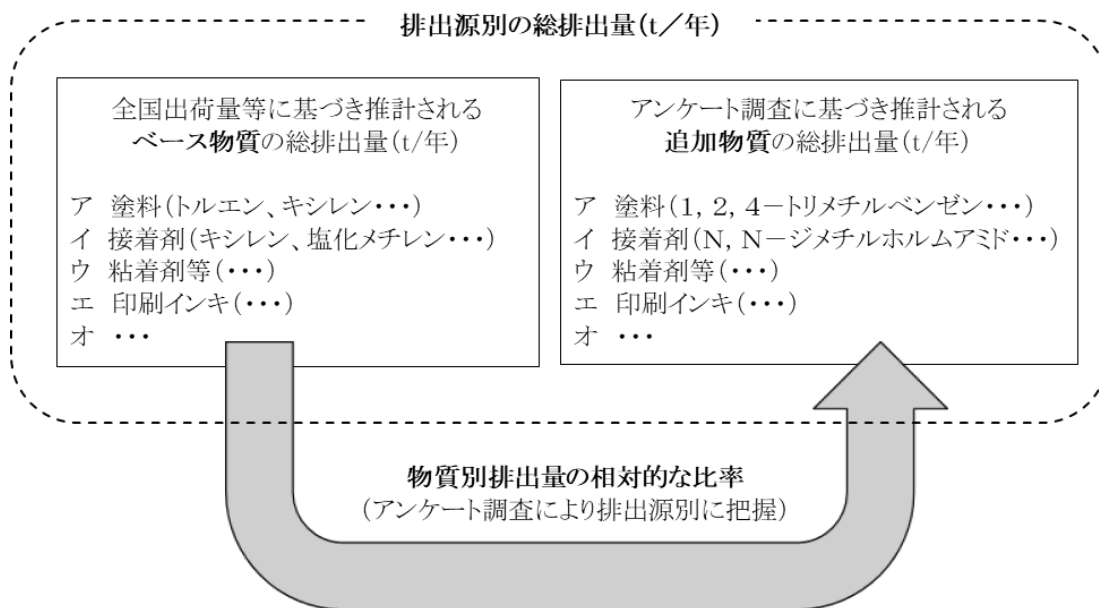 排出源別の総排出量(t/年)
全国出荷量等に基づき推計される
ベース物質の総排出量(t/年)
ア 塗料(トルエン、キシレン・・・)
イ 接着剤(キシレン、塩化メチレン・・・)
ウ 粘着剤等(・・・)
エ 印刷インキ(・・・)
オ ・・・
アンケート調査に基づき推計される
追加物質の総排出量(t/年)
ア 塗料(1, 2, 4-トリメチルベンゼン・・・)
イ 接着剤(N, N-ジメチルホルムアミド・・・)
ウ 粘着剤等(・・・)
エ 印刷インキ(・・・)
オ ・・・
物質別排出量の相対的な比率
(アンケート調査により排出源別に把握)